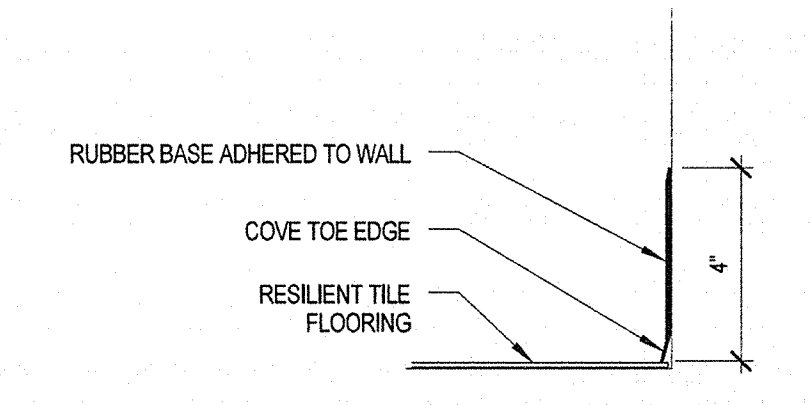 RUBBER BASE ADHERED TO WALL
COVE TOE EDGE
RESILIENT TILE
FLOORING
4"